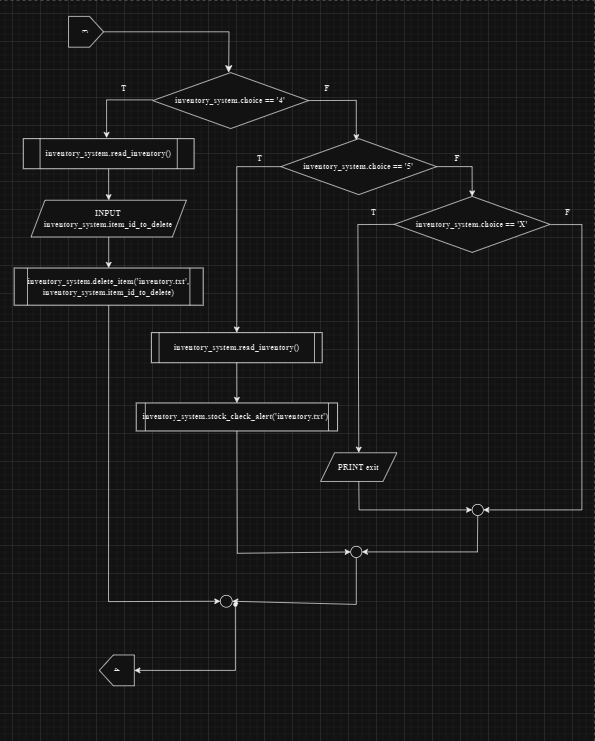 3
inventory_system.choice == '4'
T
F
inventory_system.read_inventory()
inventory_system.choice == '5'
T
F
INPUT
inventory_system.item_id_to_delete
inventory_system.choice == 'X'
T
F
inventory_system.delete_item('inventory.txt',
inventory_system.item_id_to_delete)
inventory_system.read_inventory()
inventory_system.stock_check_alert('inventory.txt')
PRINT exit
4